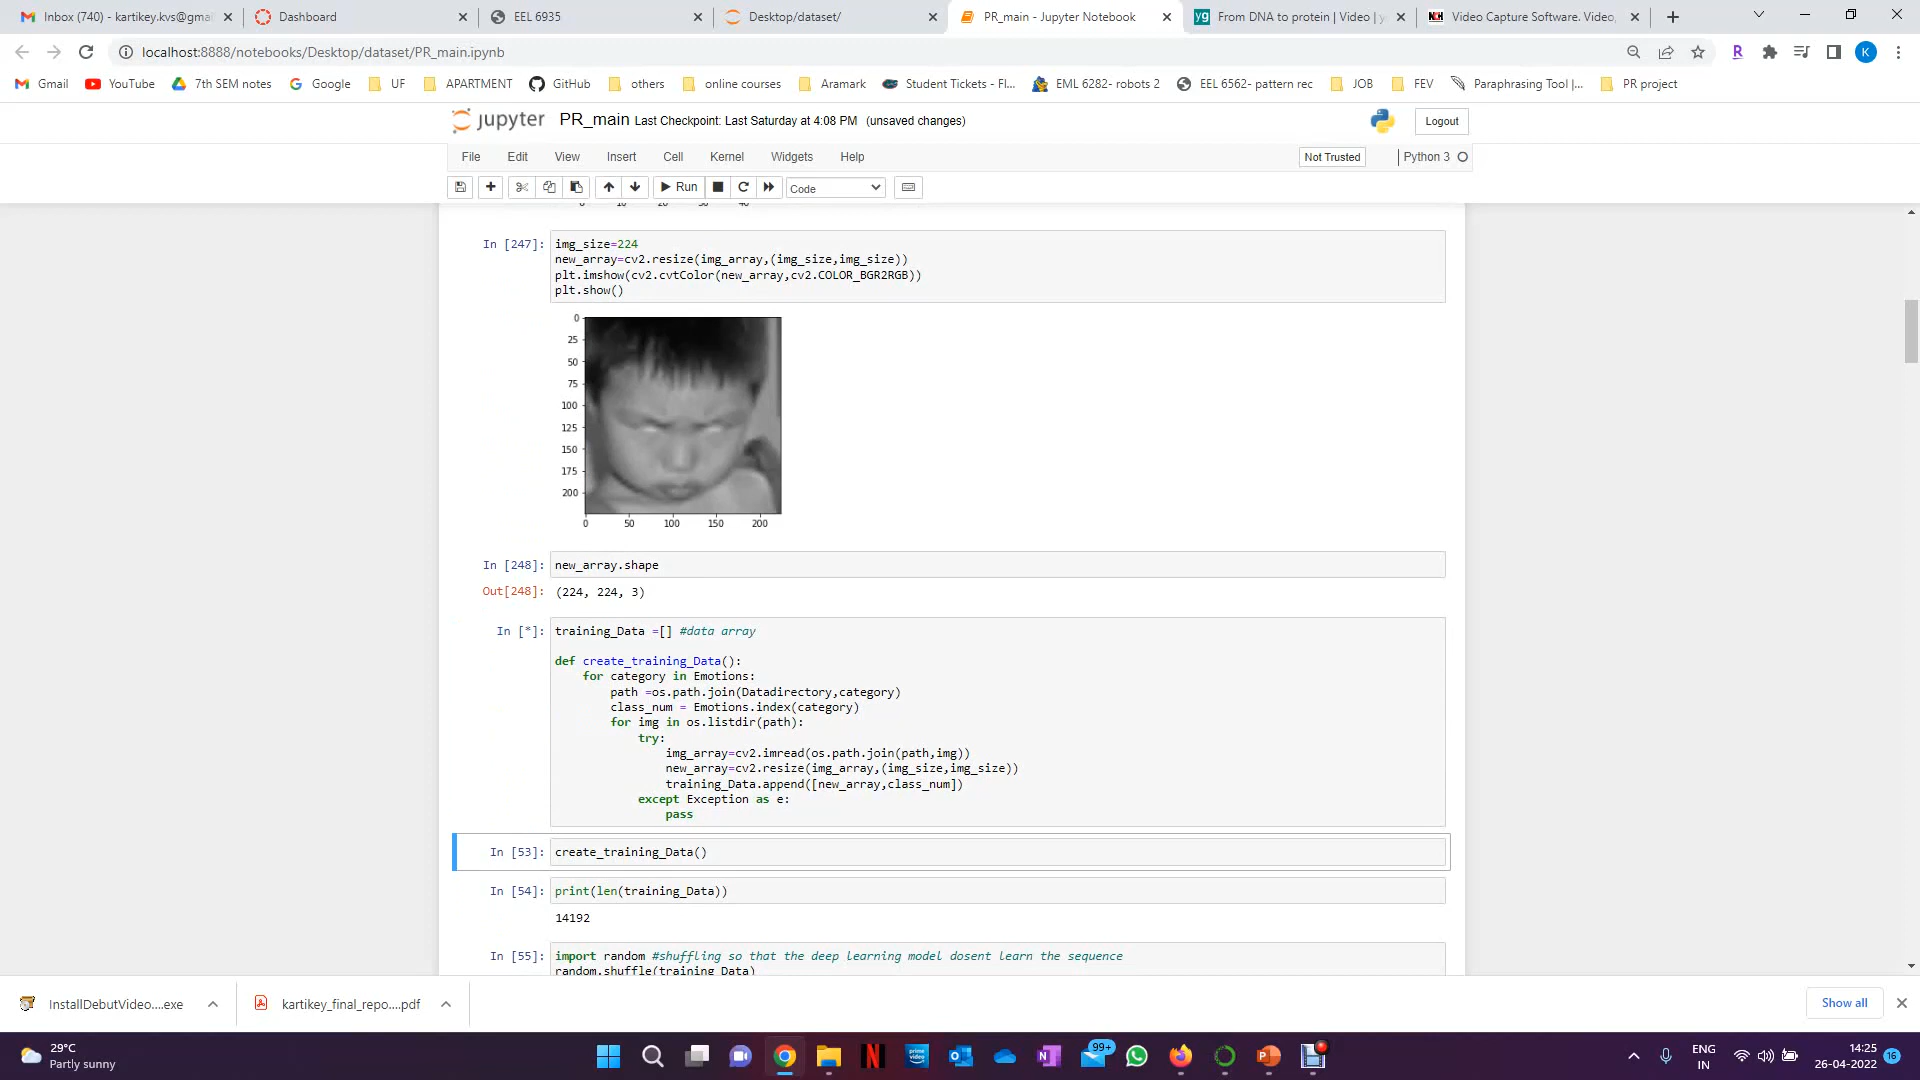 Inbox (740) - kartikey.kvs@gmai
Dashboard
EEL 6935
Desktop/dataset/
PR_main - Jupyter Notebook
From DNA to protein | Video | y
Video Capture Software. Video,
localhost:8888/notebooks/Desktop/dataset/PR_main.ipynb
R
K
Gmail
YouTube
7th SEM notes
Google
UF
APARTMENT
GitHub
others
online courses
Aramark
Student Tickets - Fl...
EML 6282- robots 2
EEL 6562- pattern rec
JOB
FEV
Paraphrasing Tool |...
PR project
jupyter
PR_main Last Checkpoint: Last Saturday at 4:08 PM (unsaved changes)
Logout
File Edit View Insert Cell Kernel Widgets Help
Not Trusted
Python 3
Run
Code
0 10 20 30 40
In [247]:
img_size=224
new_array=cv2.resize(img_array,(img_size,img_size))
plt.imshow(cv2.cvtColor(new_array,cv2.COLOR_BGR2RGB))
plt.show()
0
25
50
75
100
125
150
175
200
0 50 100 150 200
In [248]: new_array.shape
Out[248]: (224, 224, 3)
In [*]: training_Data =[] #data array
def create_training_Data():
for category in Emotions:
path =os.path.join(Datadirectory,category)
class_num = Emotions.index(category)
for img in os.listdir(path):
try:
img_array=cv2.imread(os.path.join(path,img))
new_array=cv2.resize(img_array,(img_size,img_size))
training_Data.append([new_array,class_num])
except Exception as e:
pass
In [53]: create_training_Data()
In [54]: print(len(training_Data))
14192
In [55]: import random #shuffling so that the deep learning model dosent learn the sequence
random.shuffle(training_Data)
InstallDebutVideo....exe
kartikey_final_repo....pdf
Show all
29°C
Partly sunny
99+
ENG
IN
14:25
26-04-2022
16